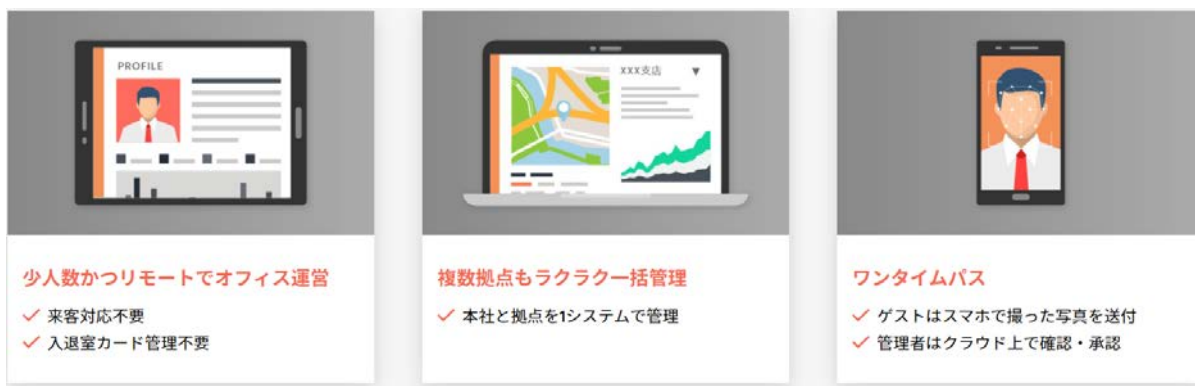 PROFILE
XXX支店
少人数かつリモートでオフィス運営
来客対応不要
入退室カード管理不要
複数拠点もラクラク一括管理
本社と拠点を1システムで管理
ワンタイムパス
ゲストはスマホで撮った写真を送付
管理者はクラウド上で確認・承認